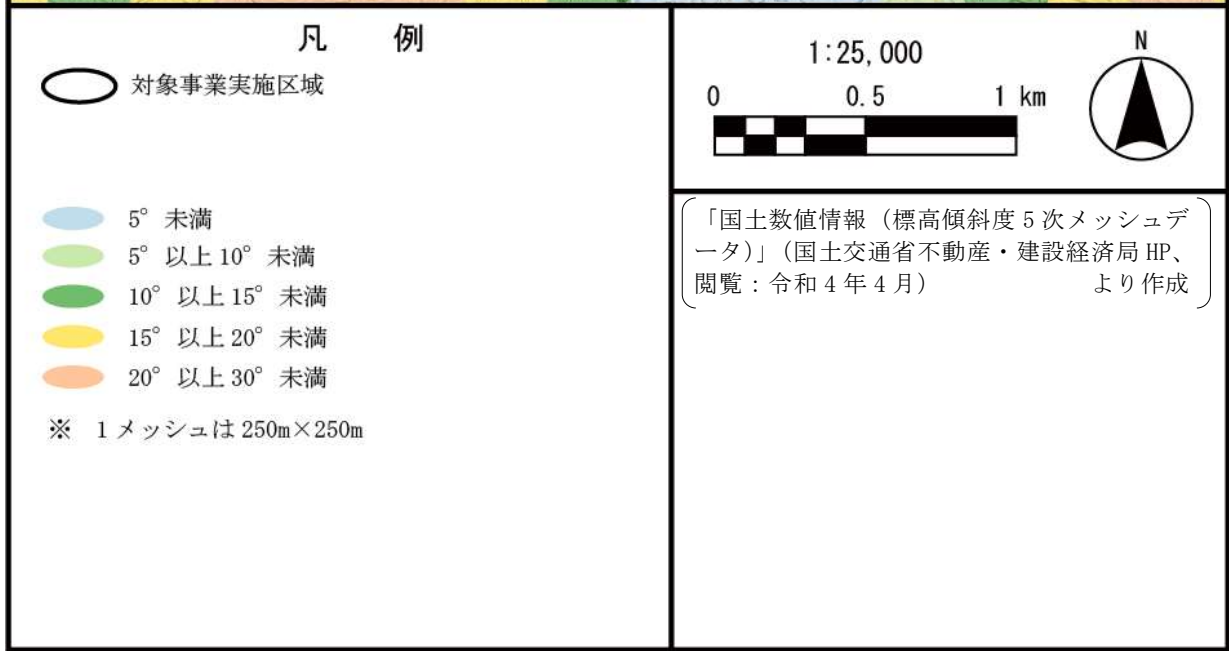 凡 例
対象事業実施区域
5° 未満
5° 以上 10° 未満
10° 以上 15° 未満
15° 以上 20° 未満
20° 以上 30° 未満
※ 1メッシュは 250m×250m
1:25,000
0 0.5 1 km
N
「国土数値情報（標高傾斜度5次メッシュデ
ータ）」（国土交通省不動産・建設経済局 HP、
閲覧：令和4年4月） より作成